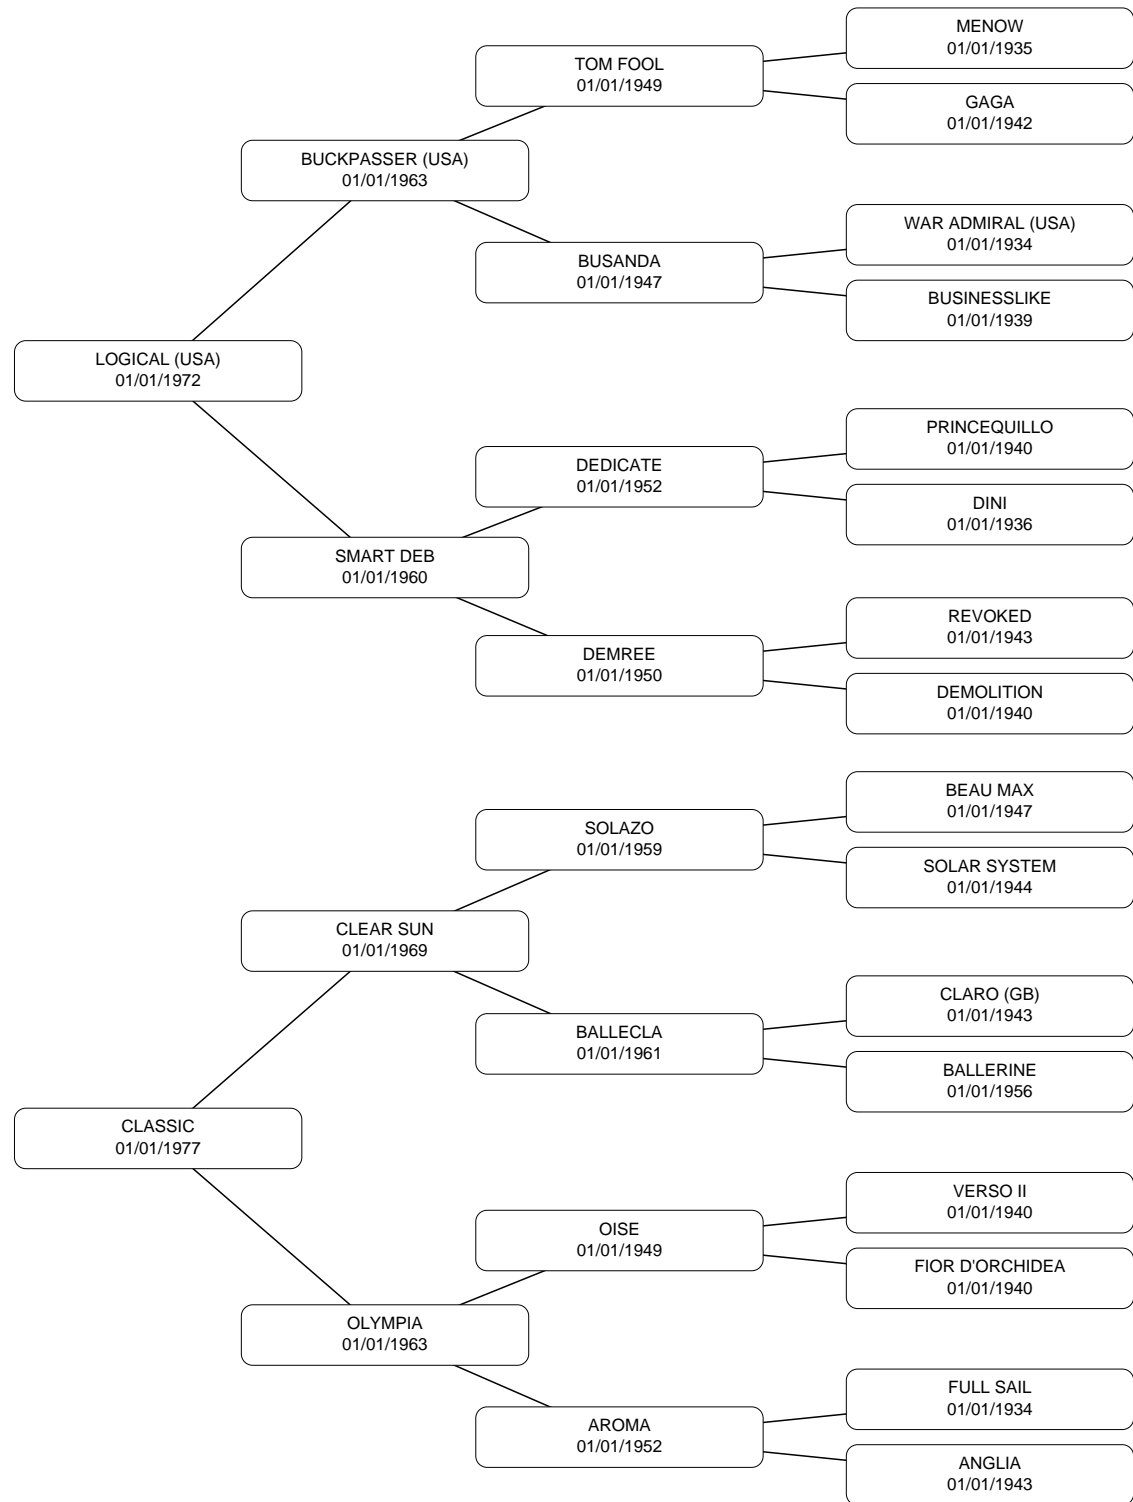 MENOW
01/01/1935
TOM FOOL
01/01/1949
GAGA
01/01/1942
BUCKPASSER (USA)
01/01/1963
WAR ADMIRAL (USA)
01/01/1934
BUSANDA
01/01/1947
BUSINESSLIKE
01/01/1939
LOGICAL (USA)
01/01/1972
PRINCEQUILLO
01/01/1940
DEDICATE
01/01/1952
DINI
01/01/1936
SMART DEB
01/01/1960
REVOKED
01/01/1943
DEMREE
01/01/1950
DEMOLITION
01/01/1940
BEAU MAX
01/01/1947
SOLAZO
01/01/1959
SOLAR SYSTEM
01/01/1944
CLEAR SUN
01/01/1969
CLARO (GB)
01/01/1943
BALLECLA
01/01/1961
BALLERINE
01/01/1956
CLASSIC
01/01/1977
VERSO II
01/01/1940
OISE
01/01/1949
FIOR D'ORCHIDEA
01/01/1940
OLYMPIA
01/01/1963
FULL SAIL
01/01/1934
AROMA
01/01/1952
ANGLIA
01/01/1943